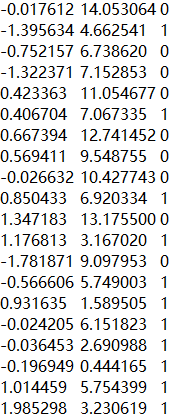 -0.017612 14.053064 0
-1.395634 4.662541 1
-0.752157 6.538620 0
-1.322371 7.152853 0
0.423363 11.054677 0
0.406704 7.067335 1
0.667394 12.741452 0
0.569411 9.548755 0
-0.026632 10.427743 0
0.850433 6.920334 1
1.347183 13.175500 0
1.176813 3.167020 1
-1.781871 9.097953 0
-0.566606 5.749003 1
0.931635 1.589505 1
-0.024205 6.151823 1
-0.036453 2.690988 1
-0.196949 0.444165 1
1.014459 5.754399 1
1.985298 3.230619 1